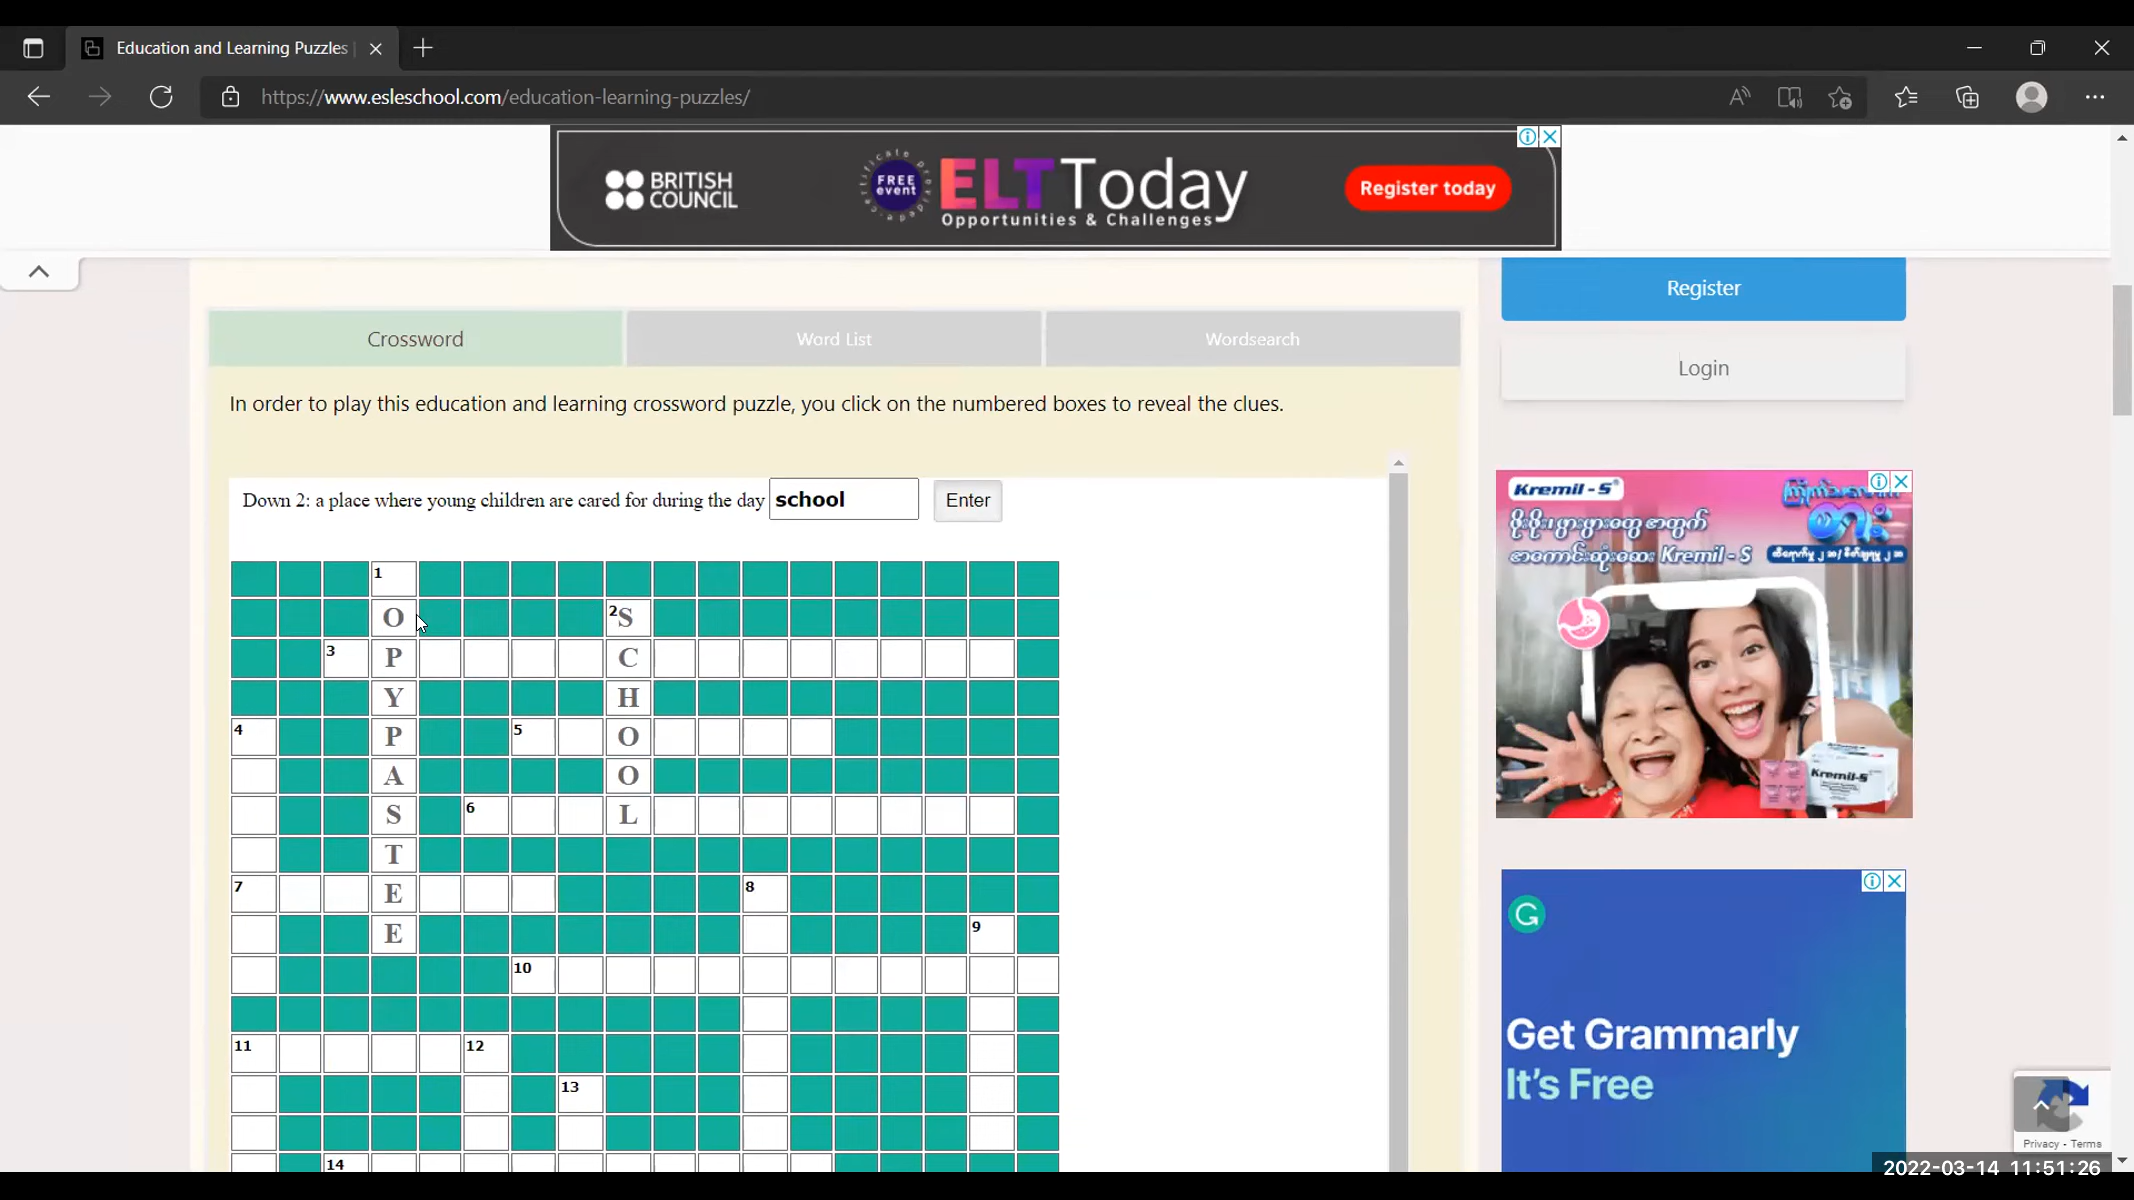 Education and Learning Puzzles |
https://www.esleschool.com/education-learning-puzzles/
BRITISH
COUNCIL
FREE
event
ELT Today
Opportunities & Challenges
Register today
Register
Login
Crossword
Word List
Wordsearch
In order to play this education and learning crossword puzzle, you click on the numbered boxes to reveal the clues.
Down 2: a place where young children are cared for during the day
school
Enter
1
O
2 S
3 P C
Y H
4 P 5 O
A O
S 6 L
T
7 E 8
E 9
10
11 12
13
14
Kremil-S
Kremil - S
Kremil-S
Get Grammarly
It's Free
Privacy - Terms
2022-03-14 11:51:26